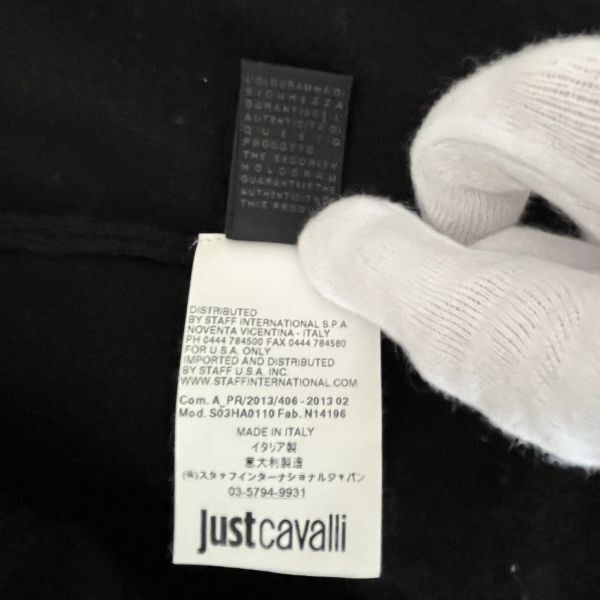 L'OLOGRAMMA DI
SICUREZZA
GARANTISCE L'
AUTENTICITÀ DI
QUESTO
PRODOTTO
THE SECURITY
HOLOGRAM
GUARANTEES THE
AUTHENTICITY
THIS PRODU
DISTRIBUTED
BY STAFF INTERNATIONAL S.P.A
NOVENTA VICENTINA - ITALY
PH 0444 784500 FAX 0444 784580
FOR U.S.A. ONLY
IMPORTED AND DISTRIBUTED
BY STAFF U.S.A. INC.
WWW.STAFFINTERNATIONAL.COM
Com. A_PR/2013/406 - 2013 02
Mod. S03HA0110 Fab. N14196
MADE IN ITALY
イタリア製
意大利製造
(株)スタッフインターナショナルジャパン
03-5794-9931
justcavalli